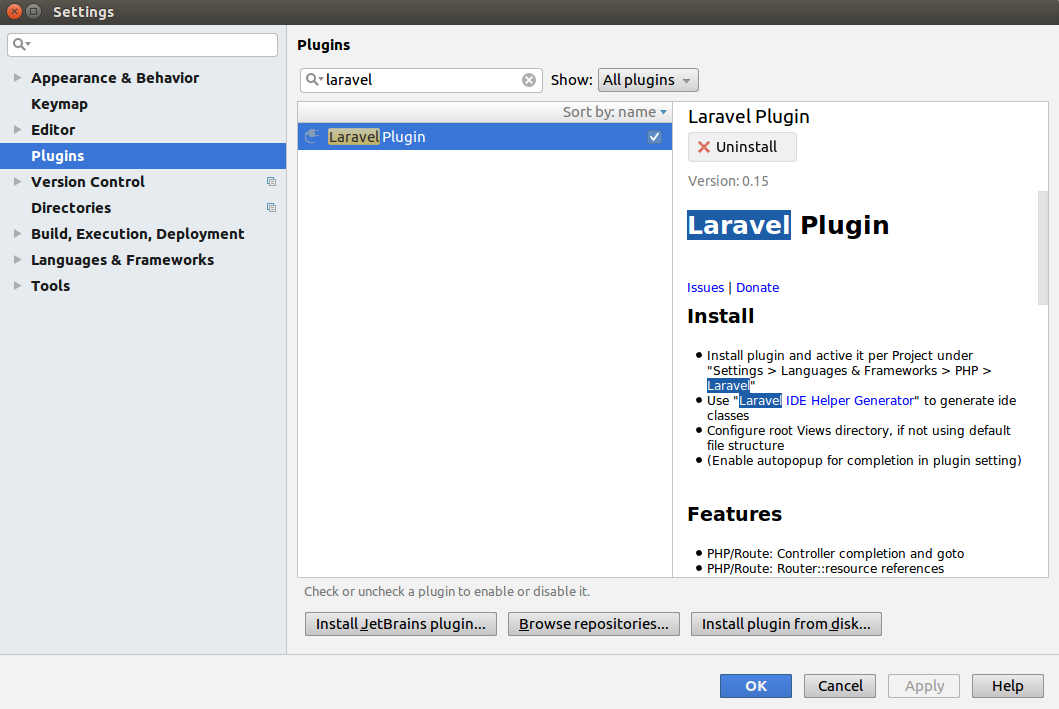 Settings
Appearance & Behavior
Keymap
Editor
Plugins
Version Control
Directories
Build, Execution, Deployment
Languages & Frameworks
Tools
Plugins
laravel
Show: All plugins
Sort by: name
Laravel Plugin
Laravel Plugin
Uninstall
Version: 0.15
Laravel Plugin
Issues | Donate
Install
Install plugin and active it per Project under
"Settings > Languages & Frameworks > PHP >
Laravel"
Use "Laravel IDE Helper Generator" to generate ide
classes
Configure root Views directory, if not using default
file structure
(Enable autopopup for completion in plugin setting)
Features
PHP/Route: Controller completion and goto
PHP/Route: Router::resource references
Check or uncheck a plugin to enable or disable it.
Install JetBrains plugin...
Browse repositories...
Install plugin from disk...
OK
Cancel
Apply
Help